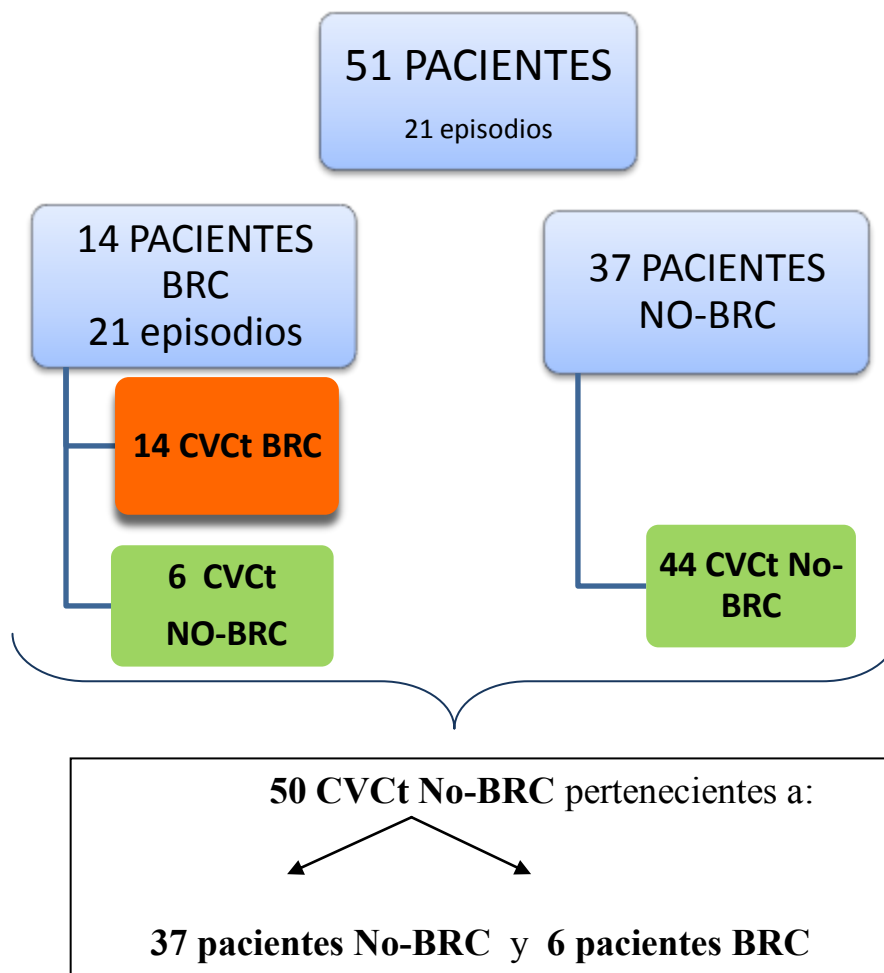 51 PACIENTES
21 episodios
14 PACIENTES
BRC
21 episodios
37 PACIENTES
NO-BRC
14 CVCt BRC
6 CVCt
NO-BRC
44 CVCt No-
BRC
50 CVCt No-BRC pertenecientes a:
37 pacientes No-BRC y 6 pacientes BRC